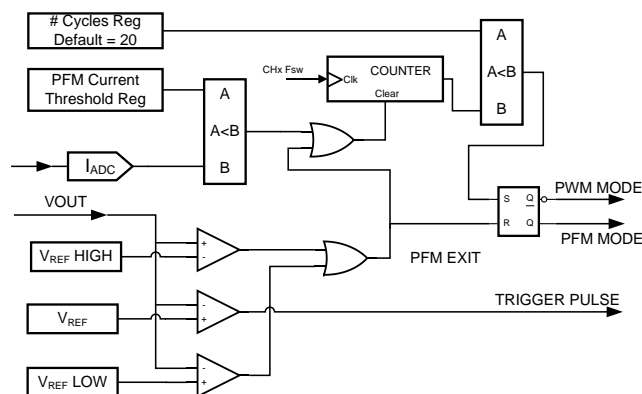 # Cycles Reg
Default = 20
A
A<B
B
PFM Current
Threshold Reg
A
A<B
B
CHx Fsw
Clk
COUNTER
Clear
IADC
VOUT
S
Q
R
Q
PWM MODE
PFM MODE
VREF HIGH
+
-
PFM EXIT
VREF
-
+
TRIGGER PULSE
VREF LOW
-
+